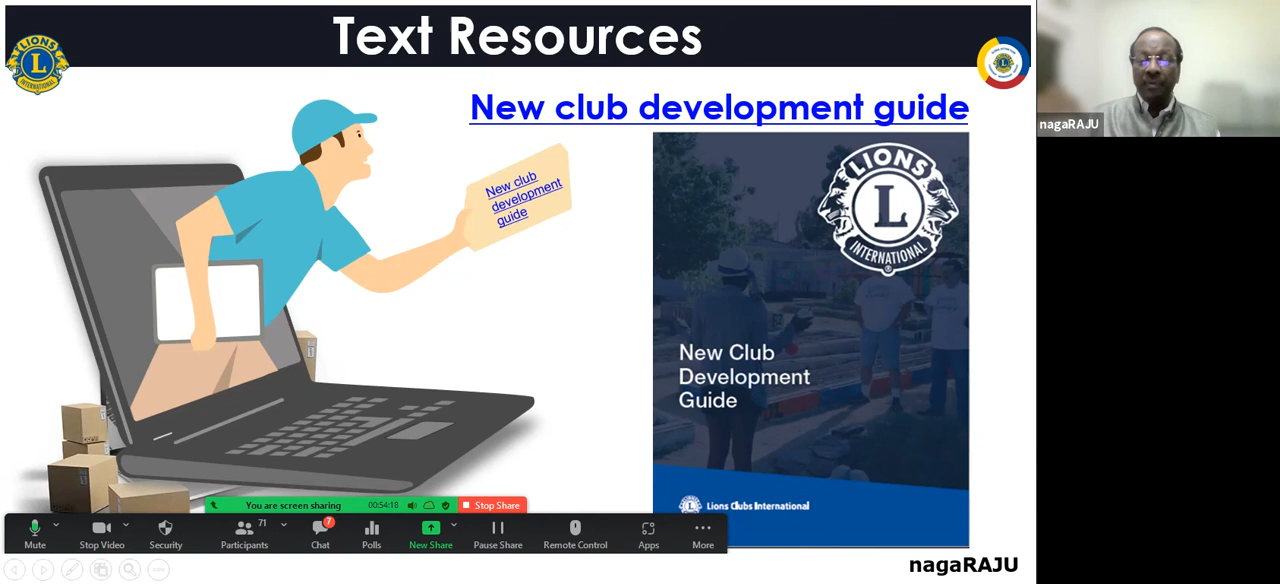 Text Resources
LIONS
L
INTERNATIONAL
New club development guide
nagaRAJU
New club
development
guide
LIONS
L
INTERNATIONAL
®
New Club
Development
Guide
Lions Clubs International
You are screen sharing
00:54:18
Stop Share
71
7
Mute
Stop Video
Security
Participants
Chat
Polls
New Share
Pause Share
Remote Control
Apps
More
nagaRAJU